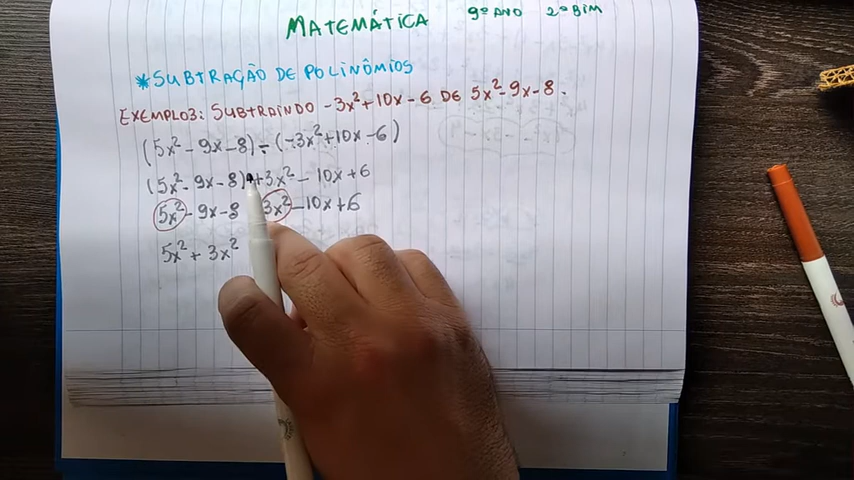 MATEMÁTICA 9º ANO 2º BIM
*SUBTRAÇÃO DE POLINÔMIOS
EXEMPLO3: SUBTRAINDO -3x²+10x-6 DE 5x²-9x-8.
(5x²-9x-8)-(-3x²+10x-6)
(5x²-9x-8)+3x²-10x+6
5x²-9x-8 3x²-10x+6
5x²+3x²